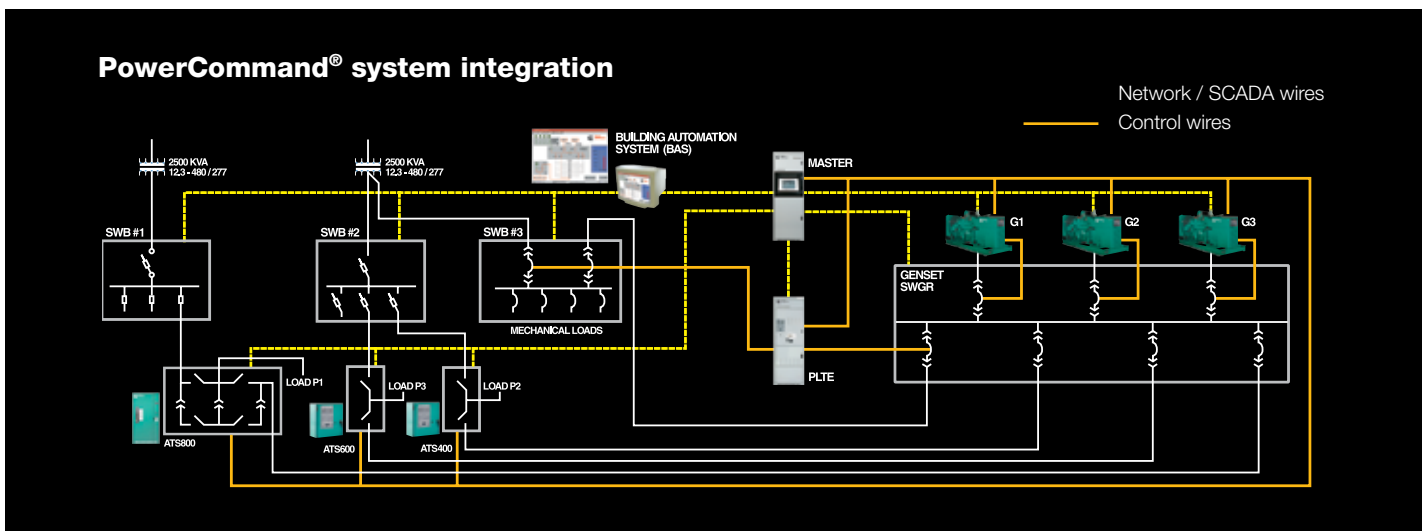 PowerCommand® system integration
Network / SCADA wires
Control wires
2500 KVA
12.3 - 480 / 277
2500 KVA
12.3 - 480 / 277
BUILDING AUTOMATION
SYSTEM (BAS)
MASTER
SWB #1
SWB #2
SWB #3
G1
G2
G3
GENSET
SWGR
MECHANICAL LOADS
PLTE
LOAD P1
LOAD P3
LOAD P2
ATS800
ATS600
ATS400